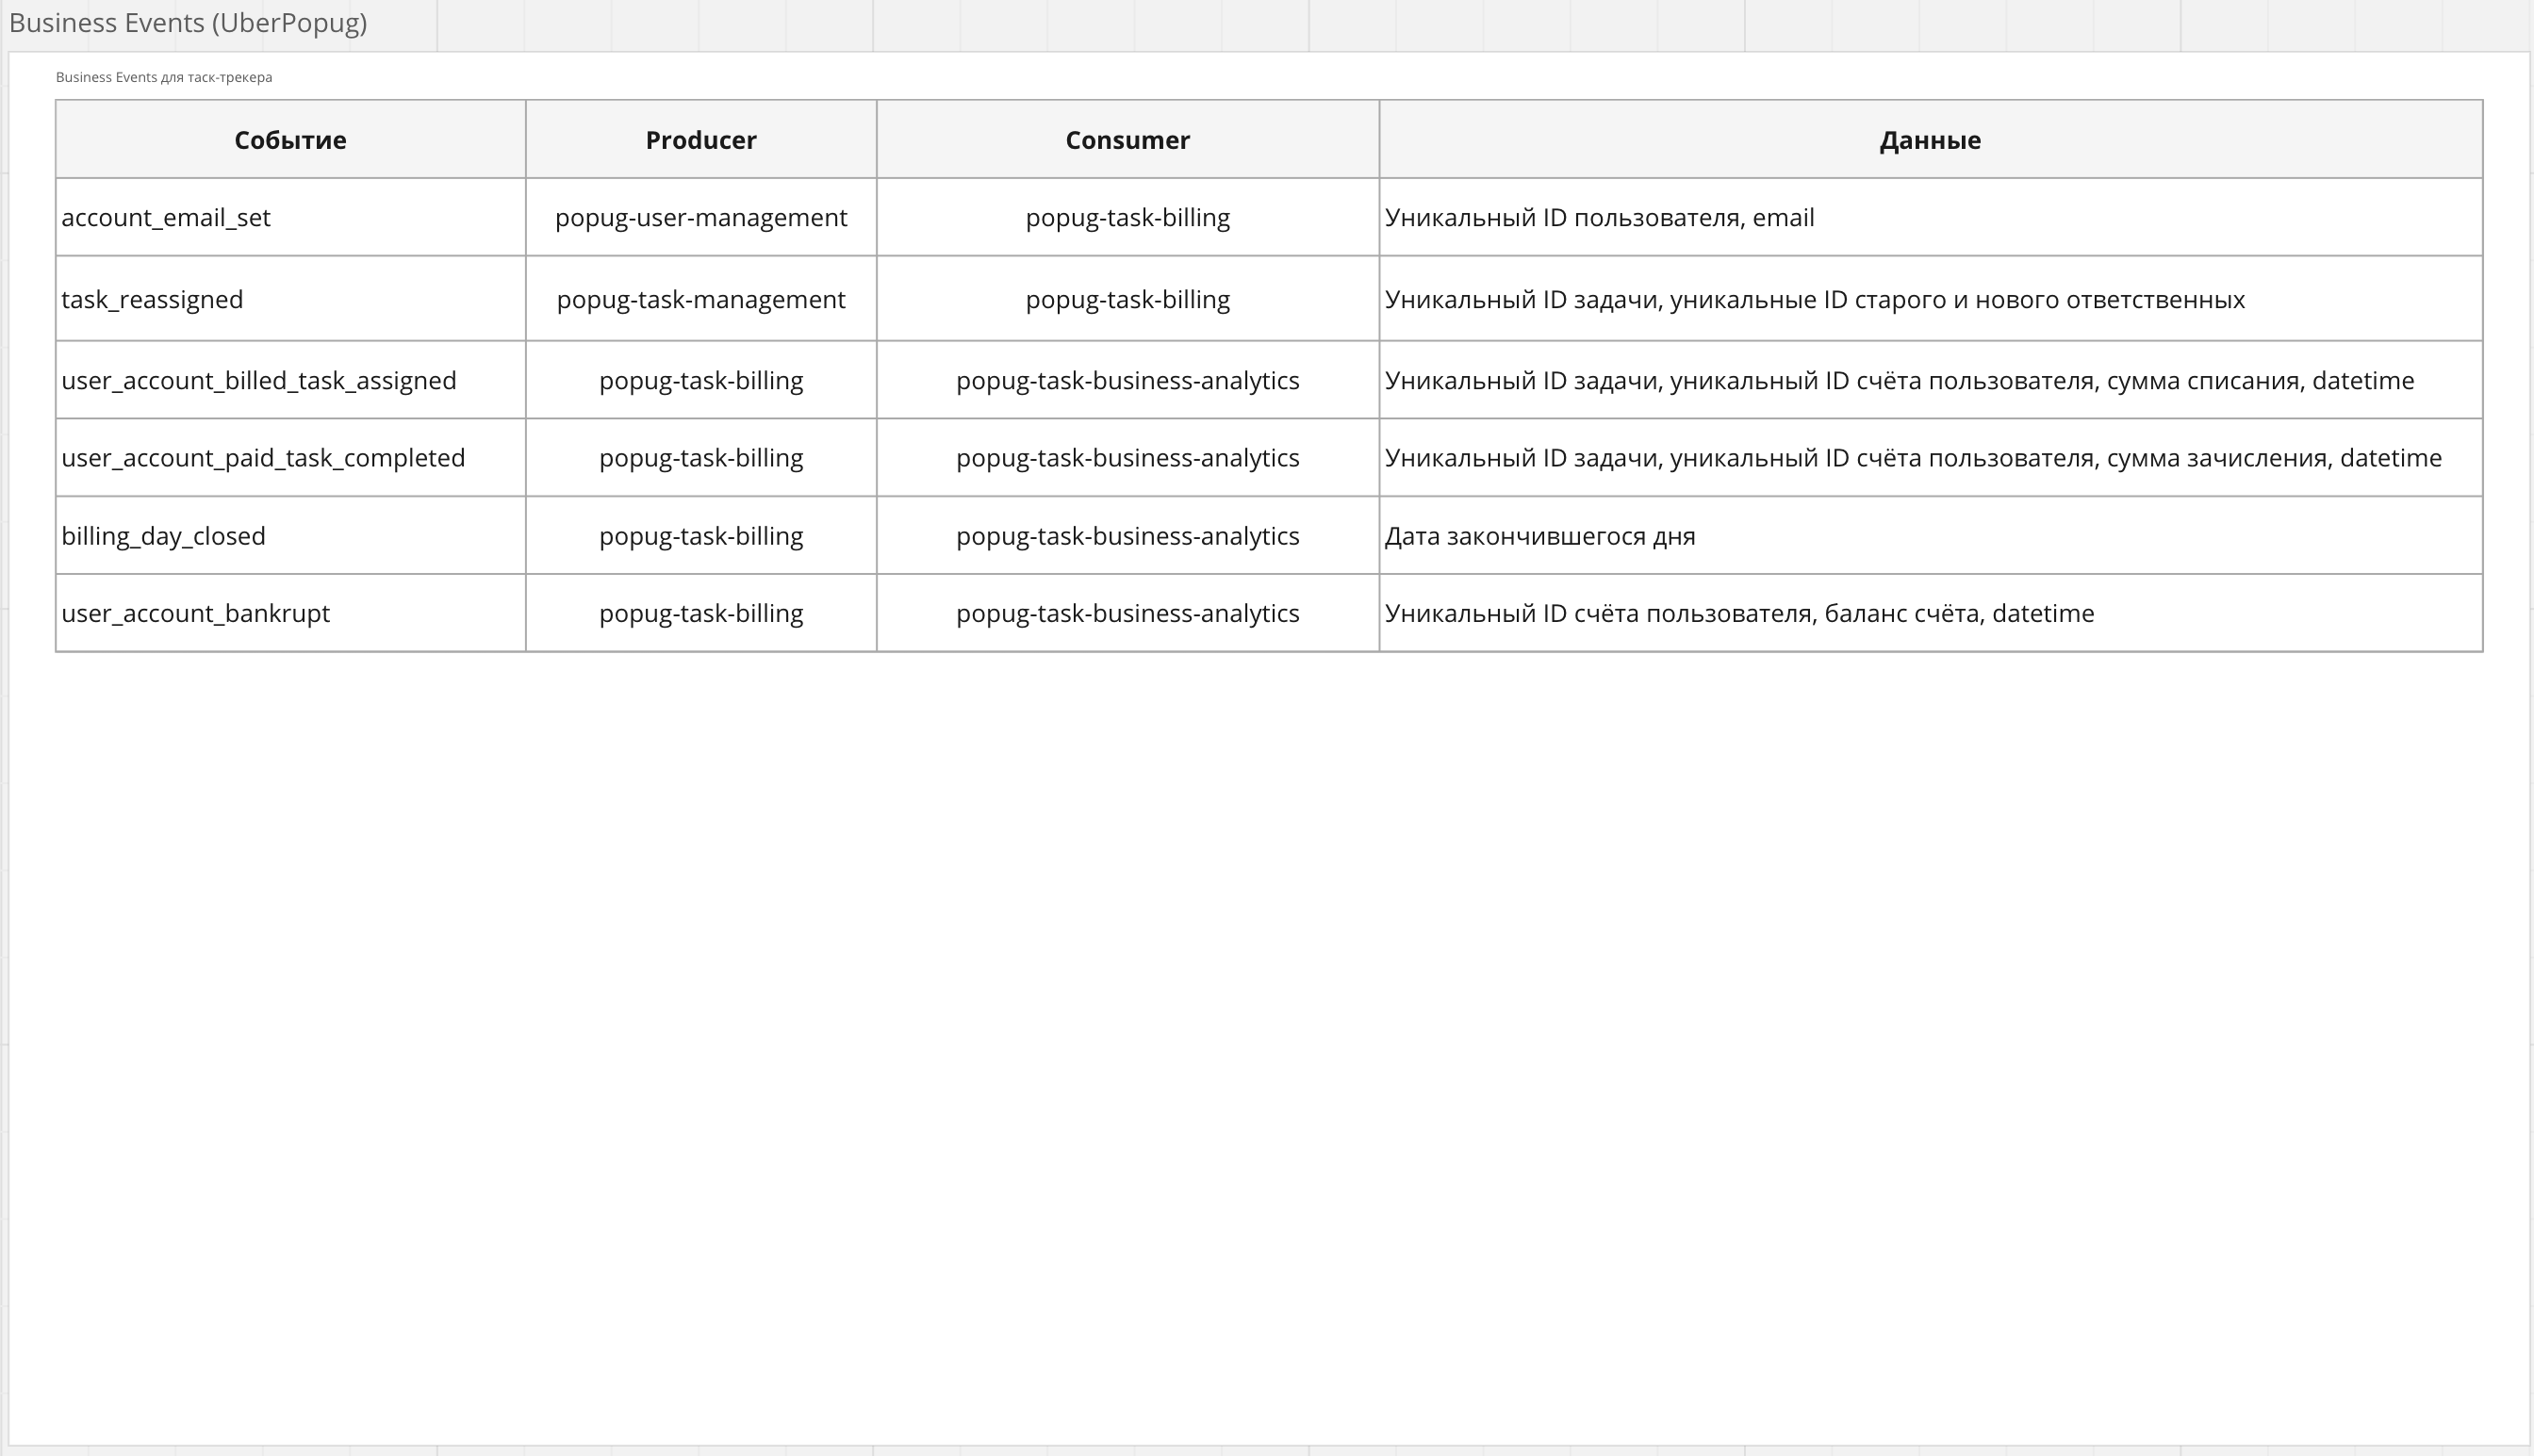 Business Events (UberPopug)
Business Events для таск-трекера
Событие Producer Consumer Данные
account_email_set popug-user-management popug-task-billing Уникальный ID пользователя, email
task_reassigned popug-task-management popug-task-billing Уникальный ID задачи, уникальные ID старого и нового ответственных
user_account_billed_task_assigned popug-task-billing popug-task-business-analytics Уникальный ID задачи, уникальный ID счёта пользователя, сумма списания, datetime
user_account_paid_task_completed popug-task-billing popug-task-business-analytics Уникальный ID задачи, уникальный ID счёта пользователя, сумма зачисления, datetime
billing_day_closed popug-task-billing popug-task-business-analytics Дата закончившегося дня
user_account_bankrupt popug-task-billing popug-task-business-analytics Уникальный ID счёта пользователя, баланс счёта, datetime